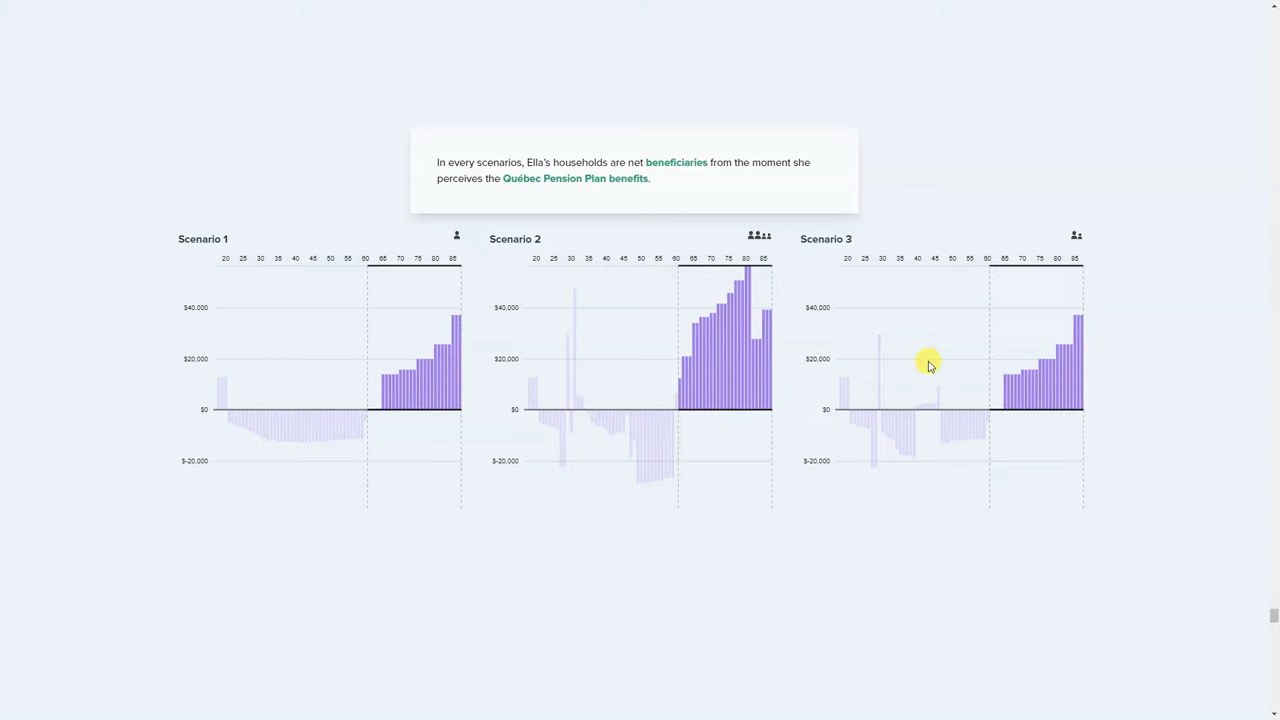 In every scenarios, Ella's households are net beneficiaries from the moment she
perceives the Québec Pension Plan benefits.
Scenario 1
20 25 30 35 40 45 50 55 60 65 70 75 80 85
$40,000
$20,000
$0
$-20,000
Scenario 2
20 25 30 35 40 45 50 55 60 65 70 75 80 85
$40,000
$20,000
$0
$-20,000
Scenario 3
20 25 30 35 40 45 50 55 60 65 70 75 80 85
$40,000
$20,000
$0
$-20,000